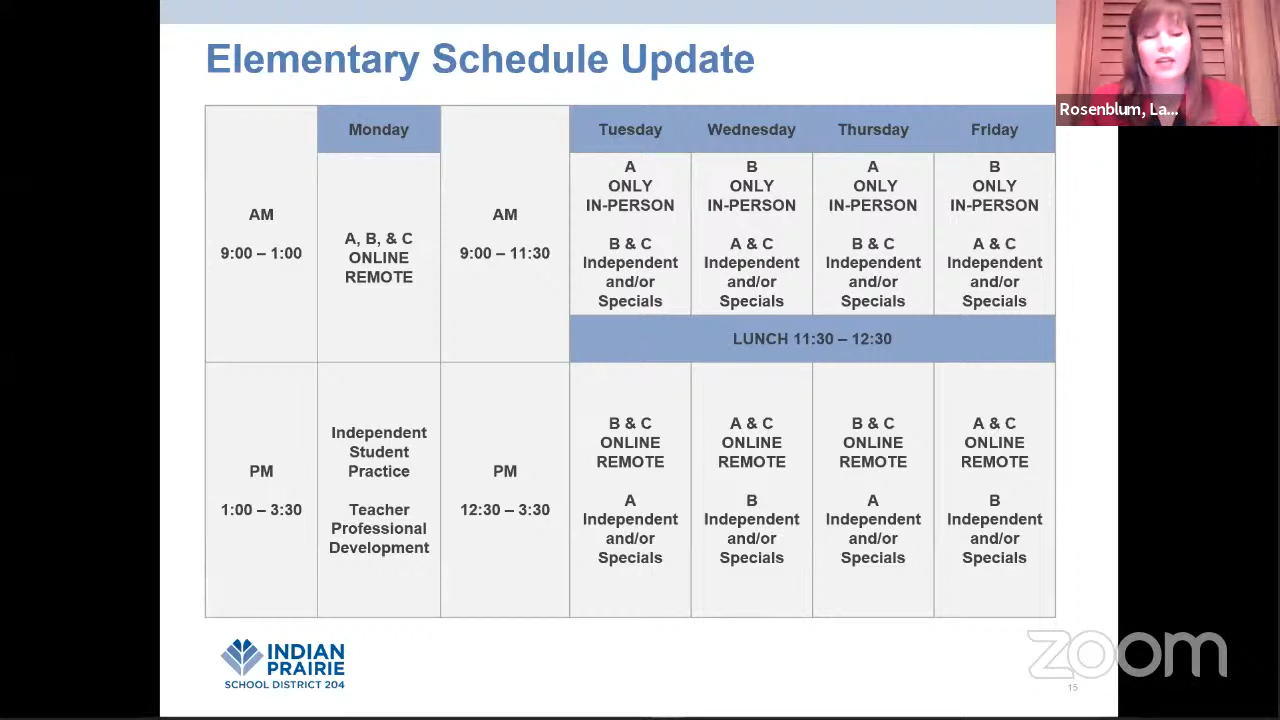 Elementary Schedule Update
Rosenblum, La...
Monday
Tuesday
Wednesday
Thursday
Friday
AM
9:00 – 1:00
A, B, & C
ONLINE
REMOTE
AM
9:00 – 11:30
A
ONLY
IN-PERSON
B & C
Independent
and/or
Specials
B
ONLY
IN-PERSON
A & C
Independent
and/or
Specials
A
ONLY
IN-PERSON
B & C
Independent
and/or
Specials
B
ONLY
IN-PERSON
A & C
Independent
and/or
Specials
LUNCH 11:30 – 12:30
PM
1:00 – 3:30
Independent
Student
Practice
Teacher
Professional
Development
PM
12:30 – 3:30
B & C
ONLINE
REMOTE
A
Independent
and/or
Specials
A & C
ONLINE
REMOTE
B
Independent
and/or
Specials
B & C
ONLINE
REMOTE
A
Independent
and/or
Specials
A & C
ONLINE
REMOTE
B
Independent
and/or
Specials
INDIAN
PRAIRIE
SCHOOL DISTRICT 204
zoom
15